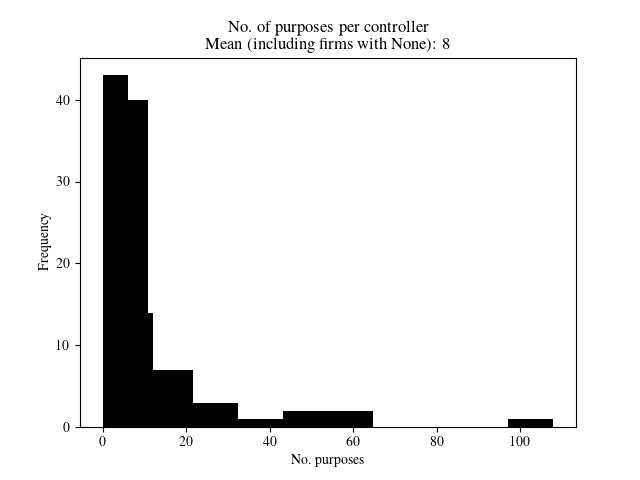 No. of purposes per controller
Mean (including firms with None): 8
40
30
20
10
0
Frequency
0 20 40 60 80 100
No. purposes